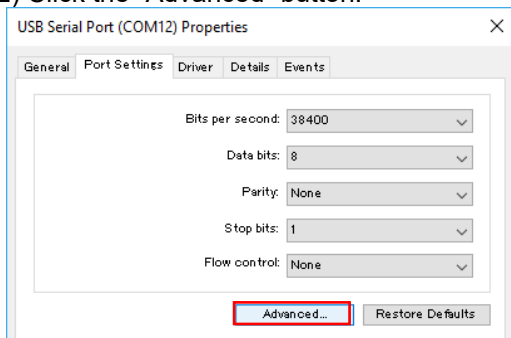 Click the "Advanced" button.
USB Serial Port (COM12) Properties
General Port Settings Driver Details Events
Bits per second: 38400
Data bits: 8
Parity: None
Stop bits: 1
Flow control: None
Advanced... Restore Defaults